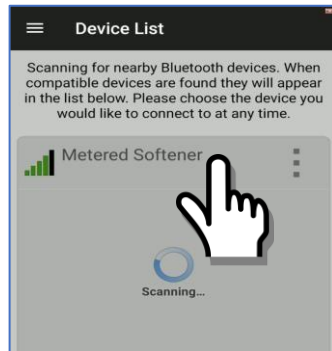 Device List
Scanning for nearby Bluetooth devices. When
compatible devices are found they will appear
in the list below. Please choose the device you
would like to connect to at any time.
Metered Softener
Scanning...